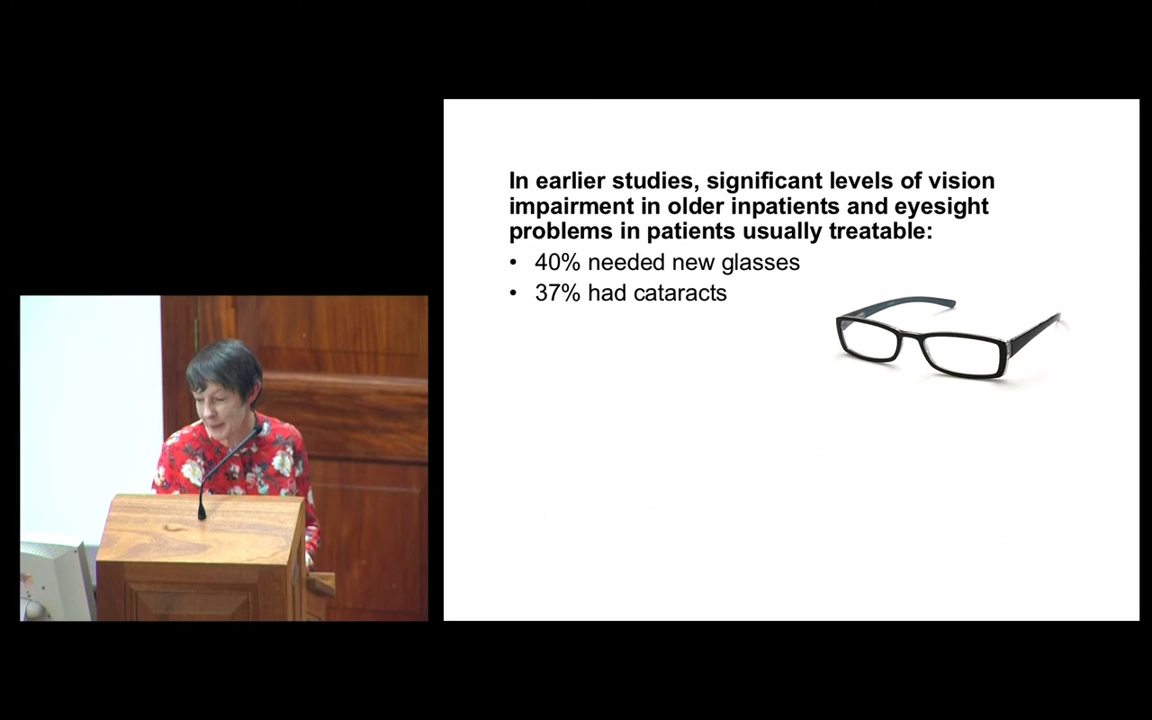 In earlier studies, significant levels of vision
impairment in older inpatients and eyesight
problems in patients usually treatable:
• 40% needed new glasses
• 37% had cataracts